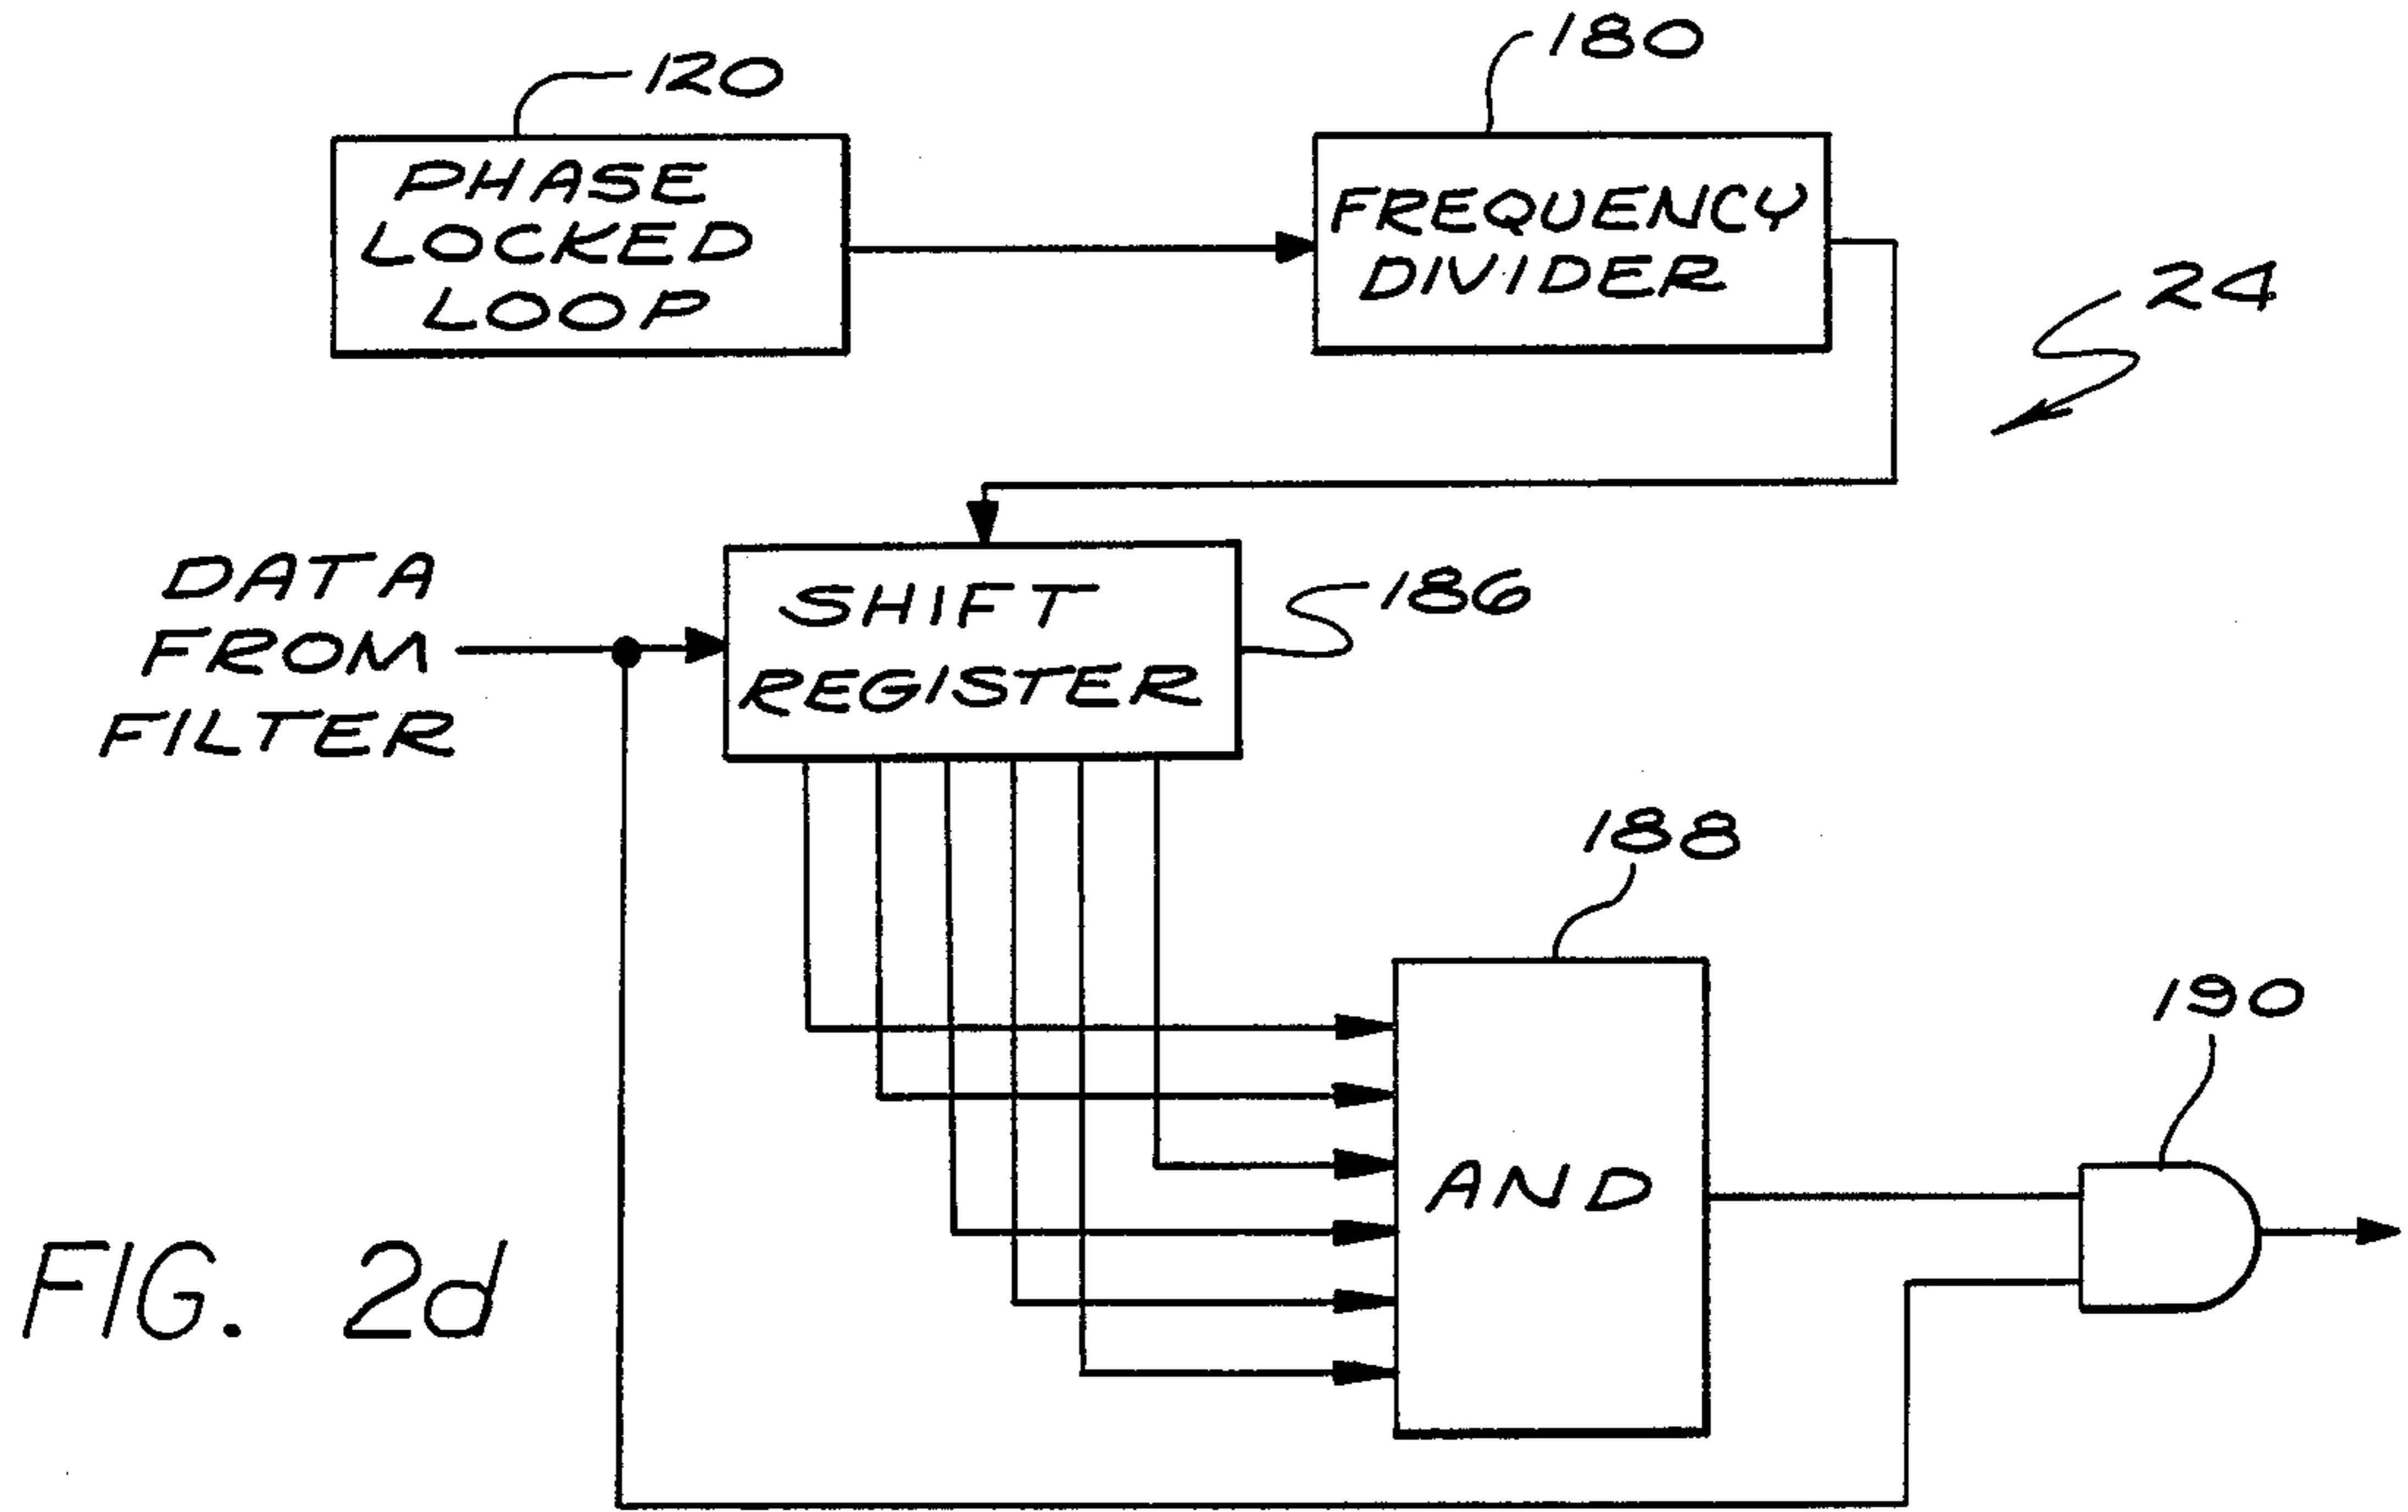 120
180
PHASE
LOCKED
LOOP
FREQUENCY
DIVIDER
24
DATA
FROM
FILTER
SHIFT
REGISTER
186
188
190
AND
FIG. 2d